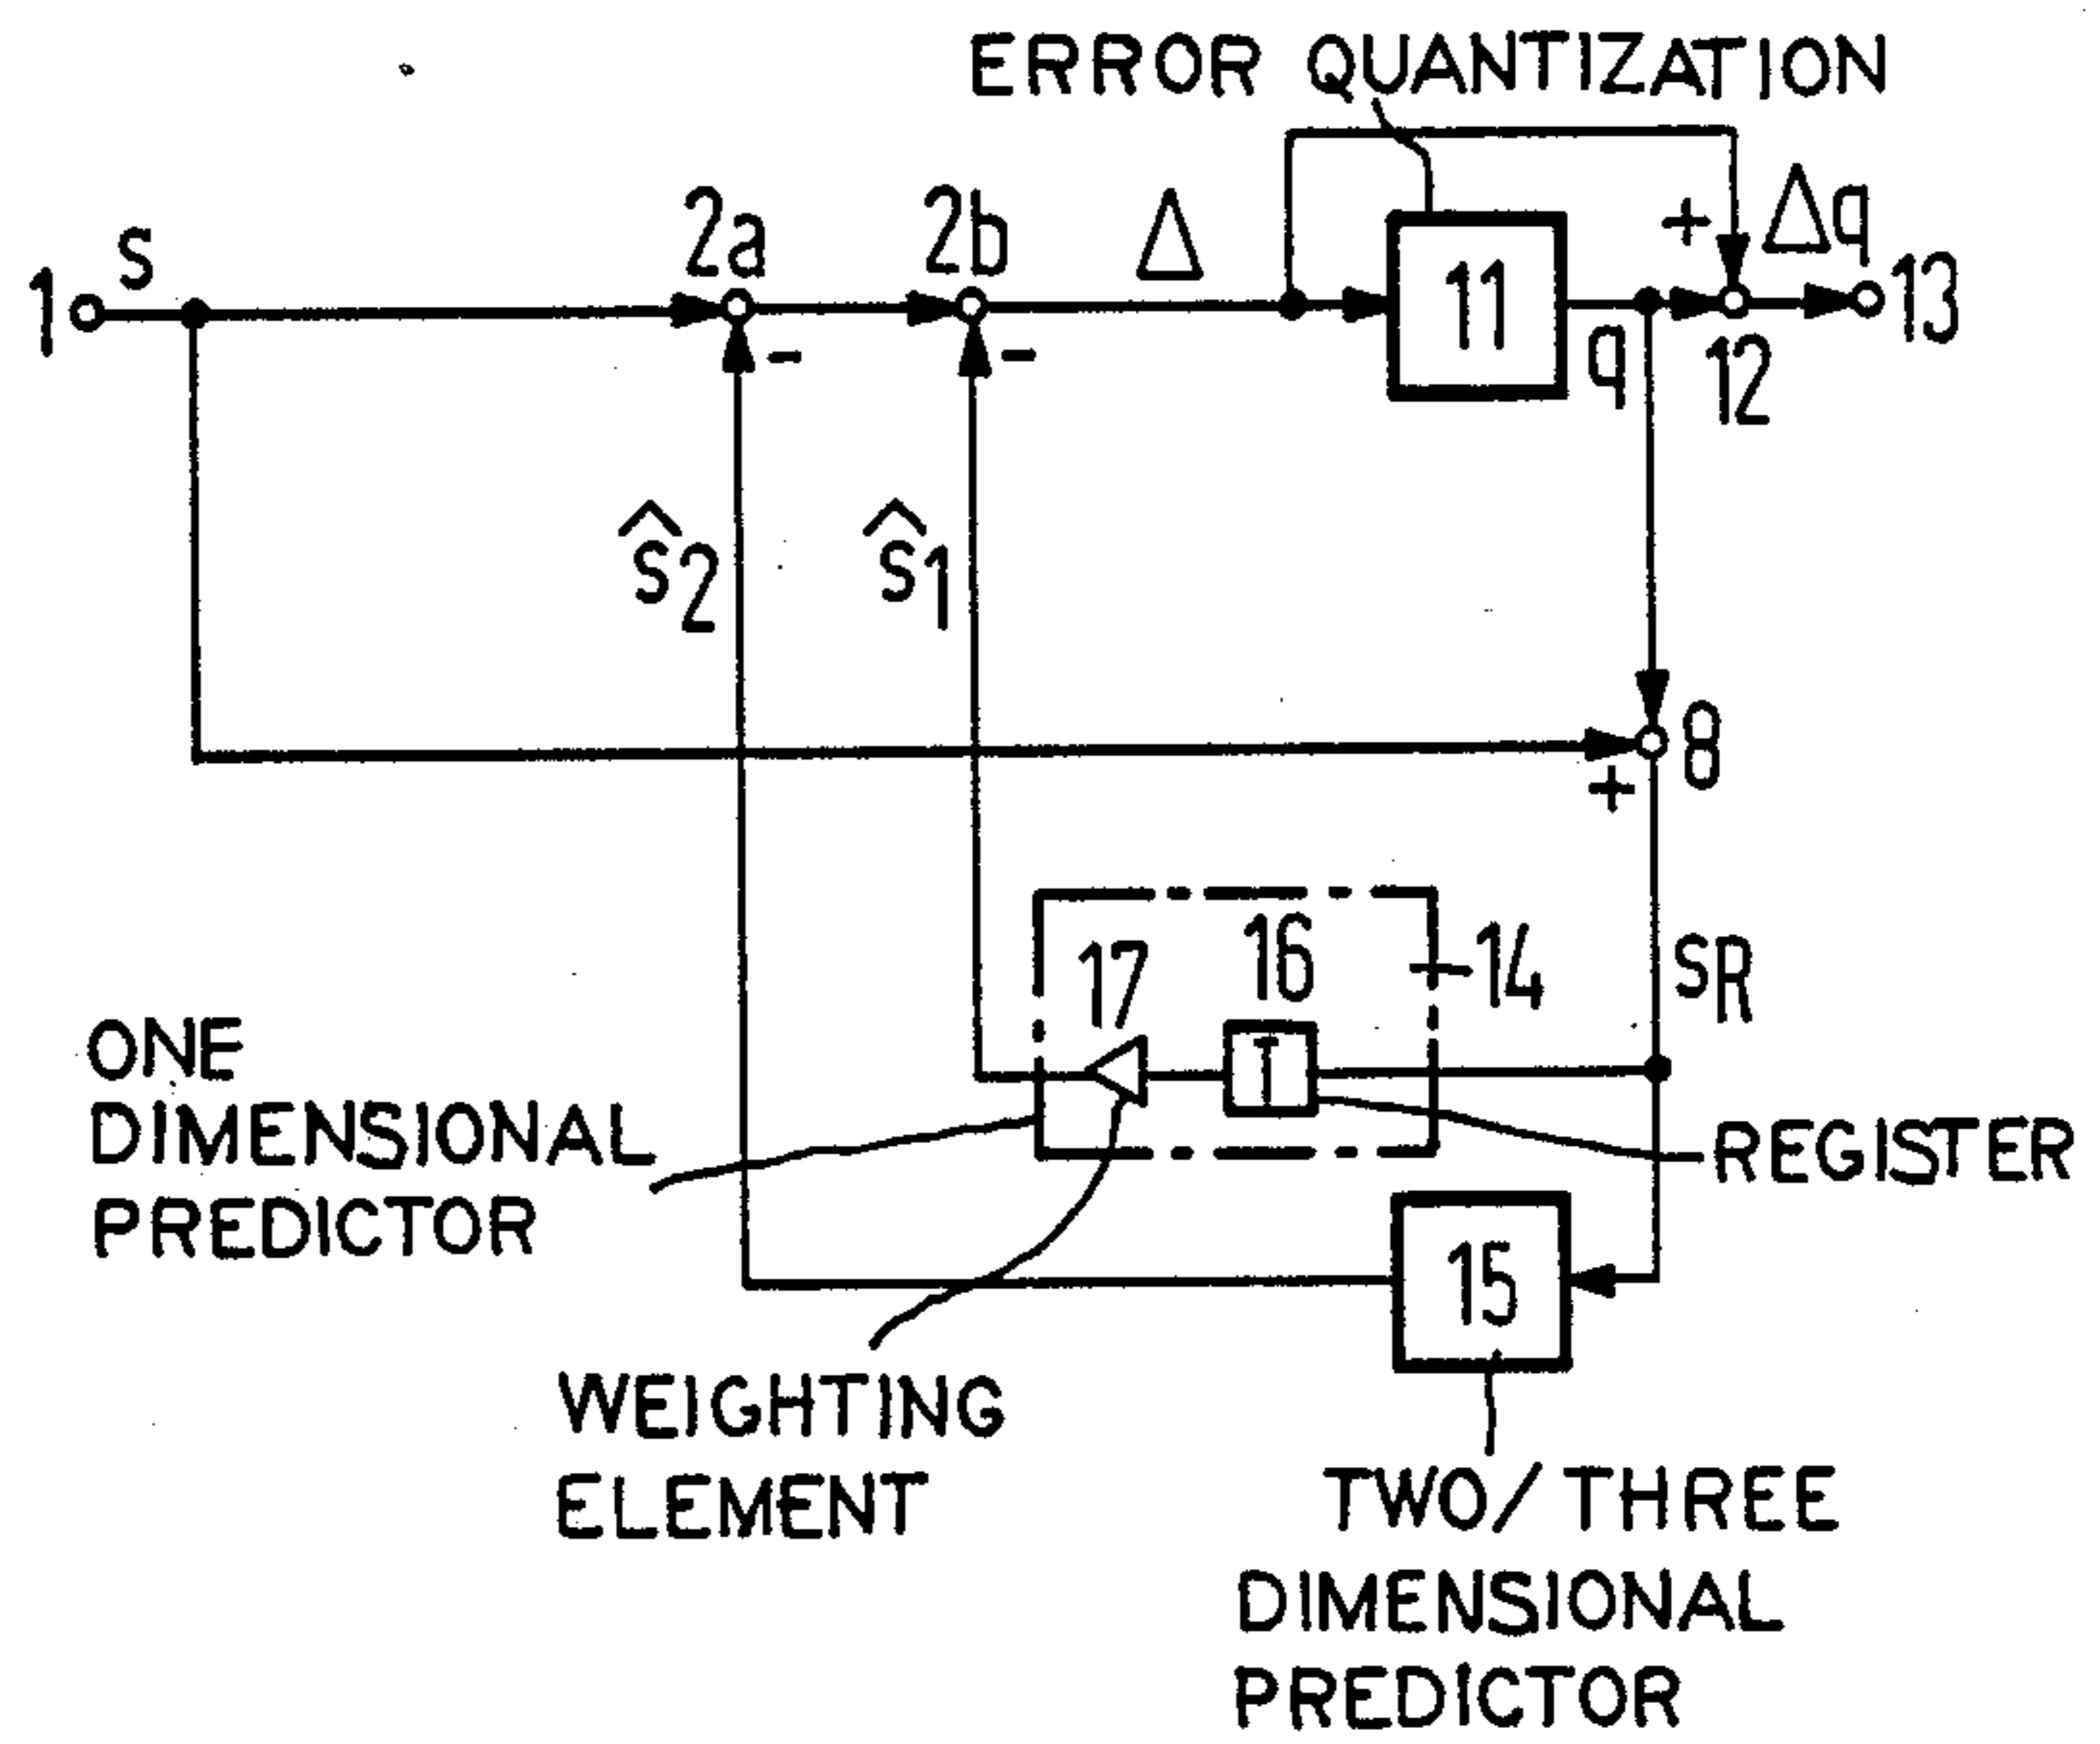 ERROR QUANTIZATION
1 s 2a 2b Δ 11 q + Δq 12 13
ŝ2 ŝ1
- -
8
+
17 16 14 sR
T
ONE
DIMENSIONAL
PREDICTOR
REGISTER
15
WEIGHTING
ELEMENT
TWO/THREE
DIMENSIONAL
PREDICTOR